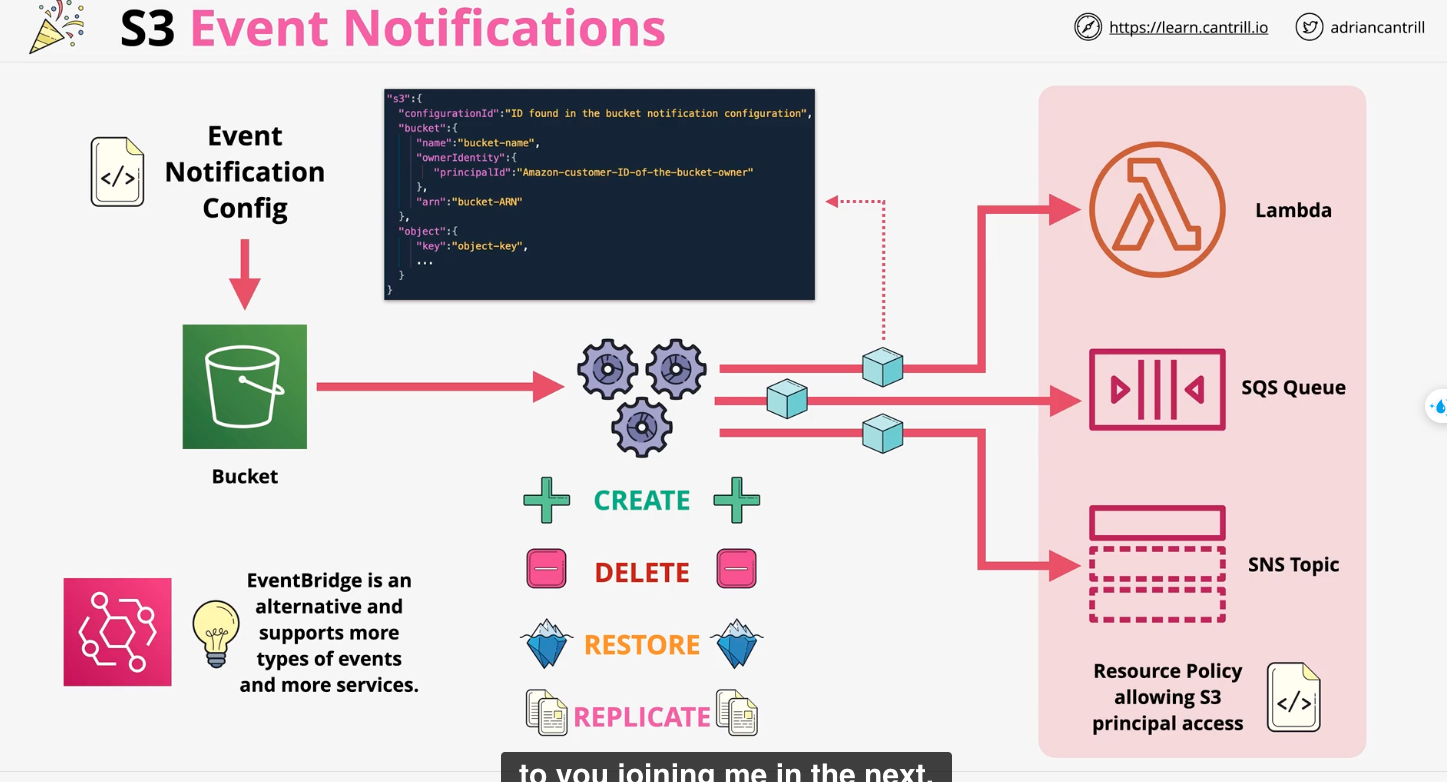 S3 Event Notifications
https://learn.cantrill.io
adriancantrill
Event
Notification
Config
</>
"s3":{
"configurationId":"ID found in the bucket notification configuration",
"bucket":{
"name":"bucket-name",
"ownerIdentity":{
"principalId":"Amazon-customer-ID-of-the-bucket-owner"
},
"arn":"bucket-ARN"
},
"object":{
"key":"object-key",
...
}
}
Bucket
Lambda
SQS Queue
SNS Topic
CREATE
DELETE
RESTORE
REPLICATE
EventBridge is an
alternative and
supports more
types of events
and more services.
Resource Policy
allowing S3
principal access
</>
to you joining me in the next.